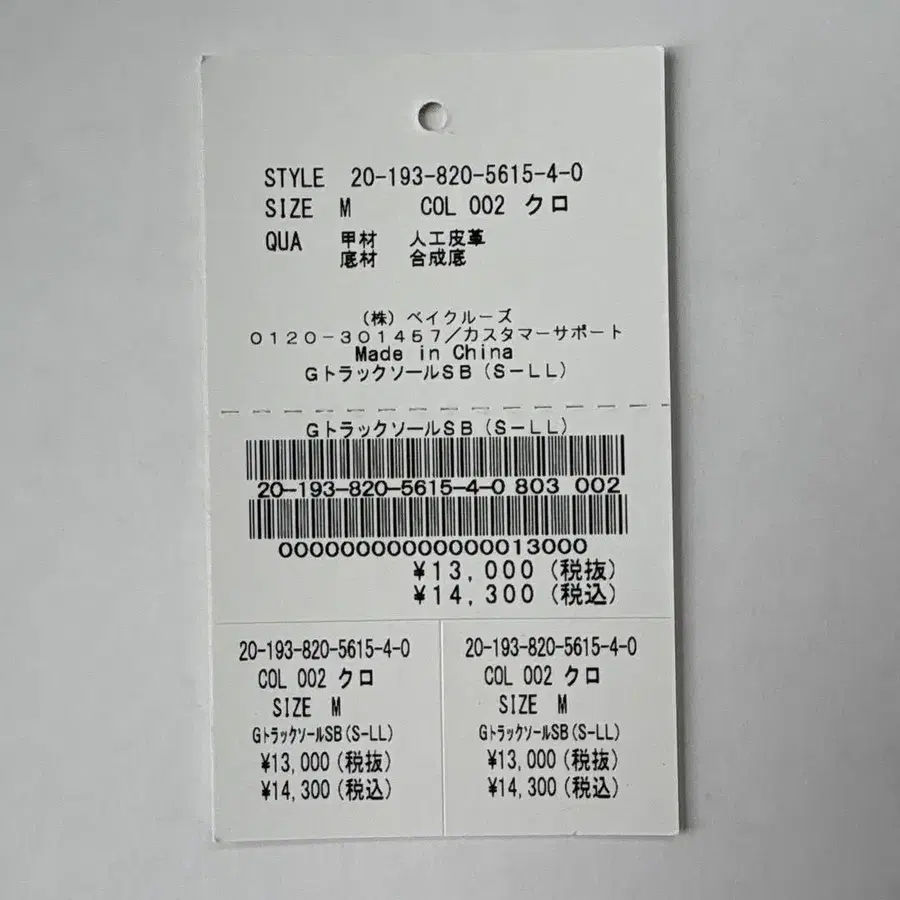 STYLE 20-193-820-5615-4-0
SIZE M COL 002 クロ
QUA 甲材 人工皮革
底材 合成底
（株）ベイクルーズ
０１２０－３０１４５７／カスタマーサポート
Made in China
ＧトラックソールＳＢ（Ｓ－ＬＬ）
ＧトラックソールＳＢ（Ｓ－ＬＬ）
20-193-820-5615-4-0 803 002
0000000000000000013000
¥13,000（税抜）
¥14,300（税込）
20-193-820-5615-4-0
COL 002 クロ
SIZE M
GトラックソールSB(S-LL)
¥13,000（税抜）
¥14,300（税込）
20-193-820-5615-4-0
COL 002 クロ
SIZE M
GトラックソールSB(S-LL)
¥13,000（税抜）
¥14,300（税込）